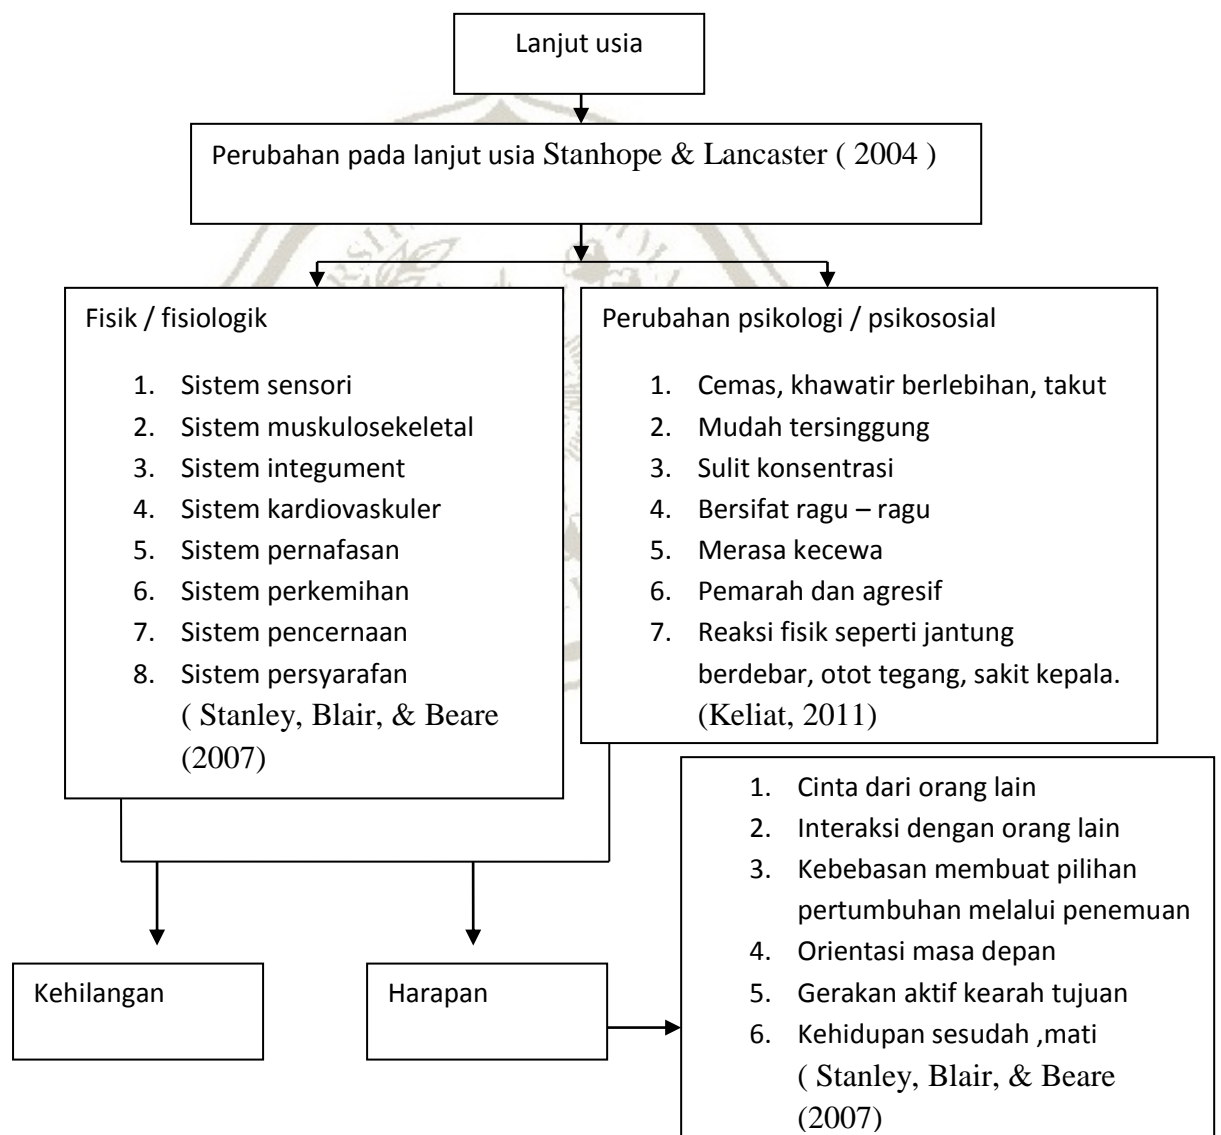 Lanjut usia
Perubahan pada lanjut usia Stanhope & Lancaster ( 2004 )
Fisik / fisiologik
1. Sistem sensori
2. Sistem muskulosekeletal
3. Sistem integument
4. Sistem kardiovaskuler
5. Sistem pernafasan
6. Sistem perkemihan
7. Sistem pencernaan
8. Sistem persyarafan
( Stanley, Blair, & Beare
(2007)
Perubahan psikologi / psikososial
1. Cemas, khawatir berlebihan, takut
2. Mudah tersinggung
3. Sulit konsentrasi
4. Bersifat ragu – ragu
5. Merasa kecewa
6. Pemarah dan agresif
7. Reaksi fisik seperti jantung
berdebar, otot tegang, sakit kepala.
(Keliat, 2011)
Kehilangan
Harapan
1. Cinta dari orang lain
2. Interaksi dengan orang lain
3. Kebebasan membuat pilihan
pertumbuhan melalui penemuan
4. Orientasi masa depan
5. Gerakan aktif kearah tujuan
6. Kehidupan sesudah ,mati
( Stanley, Blair, & Beare
(2007)